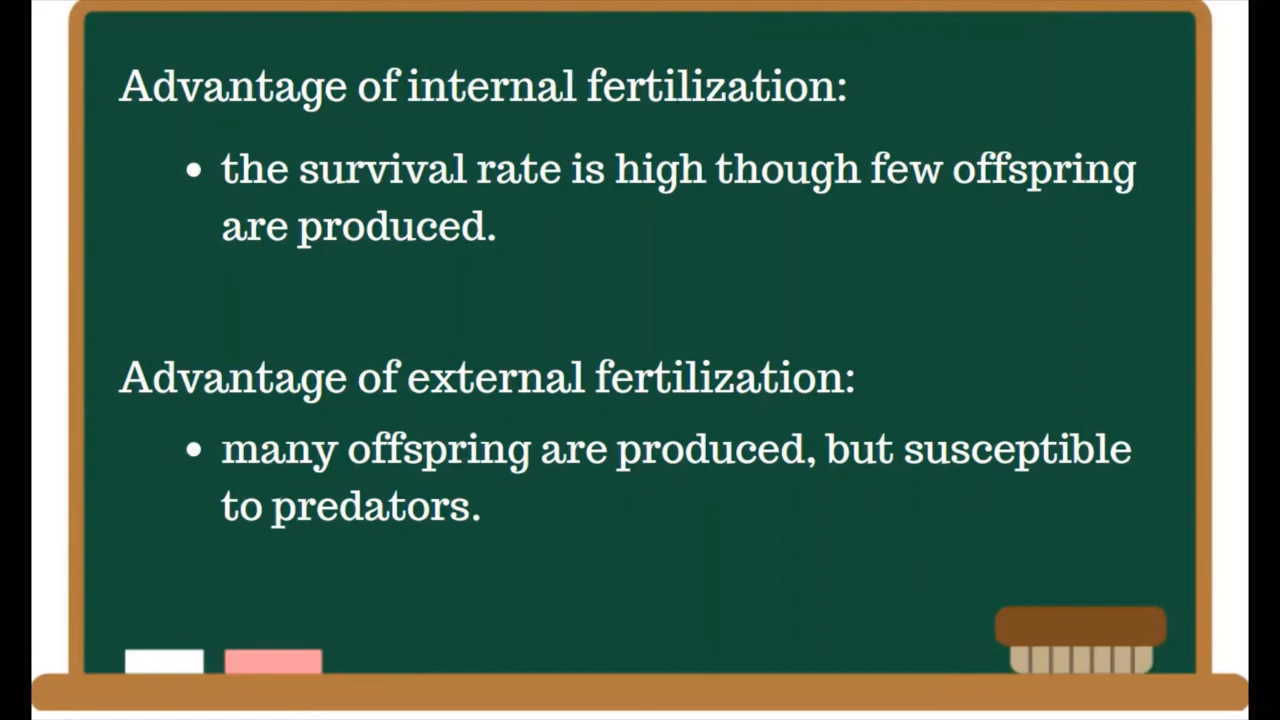 Advantage of internal fertilization:
• the survival rate is high though few offspring
are produced.
Advantage of external fertilization:
• many offspring are produced, but susceptible
to predators.